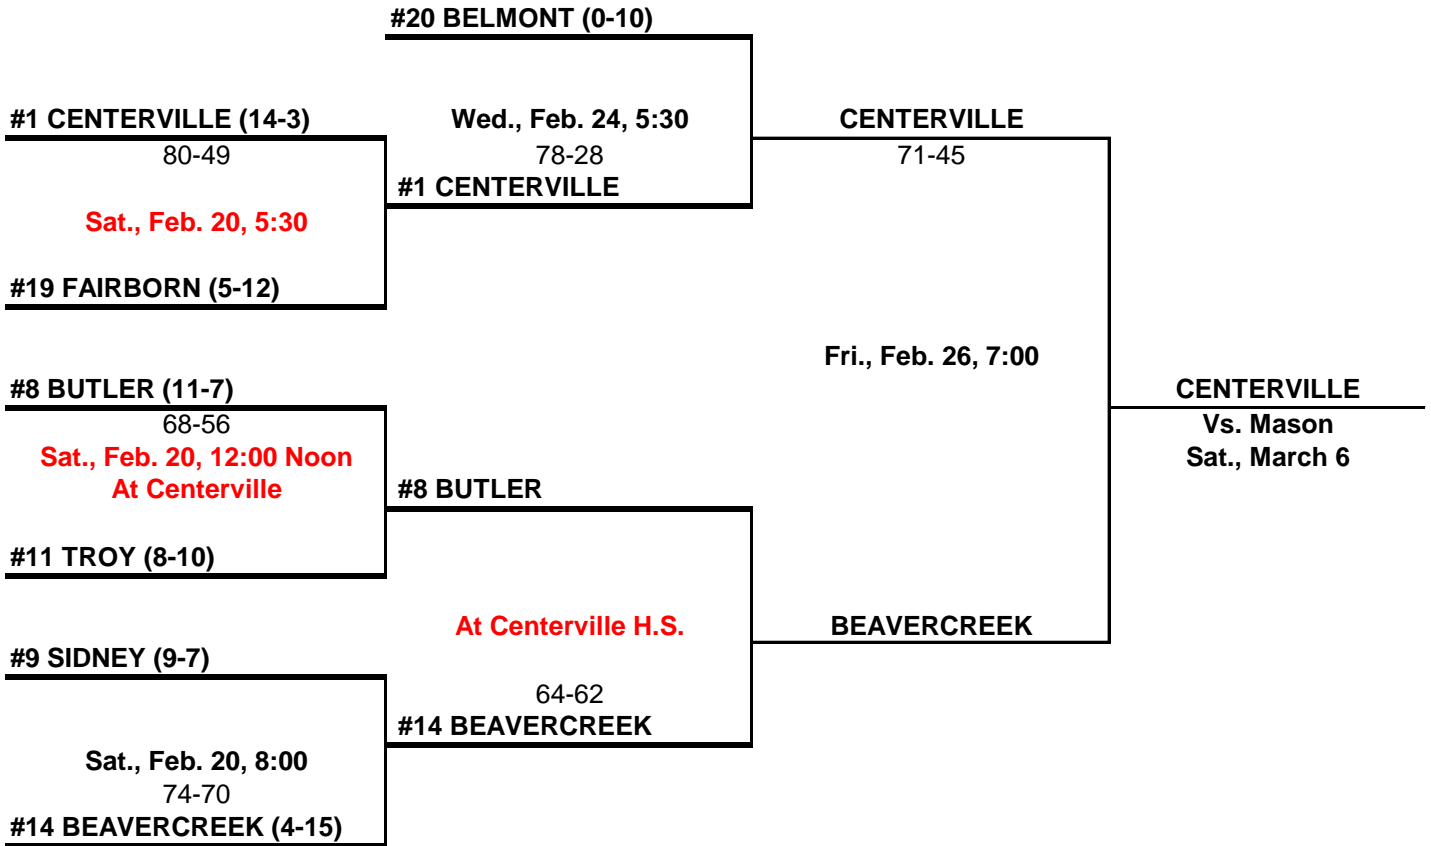 #20 BELMONT (0-10)
#1 CENTERVILLE (14-3)
Wed., Feb. 24, 5:30
CENTERVILLE
80-49
78-28
71-45
#1 CENTERVILLE
Sat., Feb. 20, 5:30
#19 FAIRBORN (5-12)
Fri., Feb. 26, 7:00
#8 BUTLER (11-7)
CENTERVILLE
68-56
Vs. Mason
Sat., Feb. 20, 12:00 Noon
Sat., March 6
At Centerville
#8 BUTLER
#11 TROY (8-10)
At Centerville H.S.
BEAVERCREEK
#9 SIDNEY (9-7)
64-62
#14 BEAVERCREEK
Sat., Feb. 20, 8:00
74-70
#14 BEAVERCREEK (4-15)